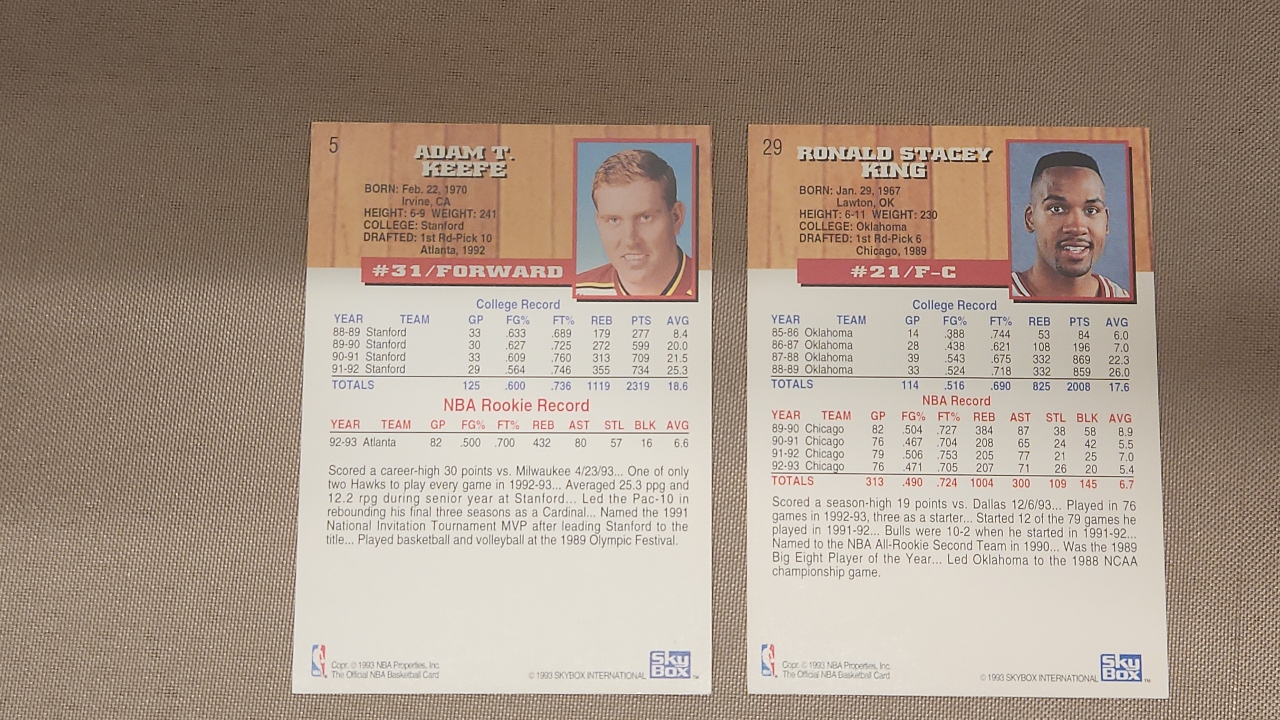 5
ADAM T.
KEEFE
BORN: Feb. 22, 1970
Irvine, CA
HEIGHT: 6-9 WEIGHT: 241
COLLEGE: Stanford
DRAFTED: 1st Rd-Pick 10
Atlanta, 1992
#31/FORWARD
College Record
YEAR TEAM GP FG% FT% REB PTS AVG
88-89 Stanford 33 .633 .689 179 277 8.4
89-90 Stanford 30 .627 .725 272 599 20.0
90-91 Stanford 33 .609 .760 313 709 21.5
91-92 Stanford 29 .564 .746 355 734 25.3
TOTALS 125 .600 .736 1119 2319 18.6
NBA Rookie Record
YEAR TEAM GP FG% FT% REB AST STL BLK AVG
92-93 Atlanta 82 .500 .700 432 80 57 16 6.6
Scored a career-high 30 points vs. Milwaukee 4/23/93... One of only
two Hawks to play every game in 1992-93... Averaged 25.3 ppg and
12.2 rpg during senior year at Stanford... Led the Pac-10 in
rebounding his final three seasons as a Cardinal... Named the 1991
National Invitation Tournament MVP after leading Stanford to the
title... Played basketball and volleyball at the 1989 Olympic Festival.
Copr. © 1993 NBA Properties, Inc.
The Official NBA Basketball Card
© 1993 SKYBOX INTERNATIONAL
Sky
BOX
TM
29
RONALD STACEY
KING
BORN: Jan. 29, 1967
Lawton, OK
HEIGHT: 6-11 WEIGHT: 230
COLLEGE: Oklahoma
DRAFTED: 1st Rd-Pick 6
Chicago, 1989
#21/F-C
College Record
YEAR TEAM GP FG% FT% REB PTS AVG
85-86 Oklahoma 14 .388 .744 53 84 6.0
86-87 Oklahoma 28 .438 .621 108 196 7.0
87-88 Oklahoma 39 .543 .675 332 869 22.3
88-89 Oklahoma 33 .524 .718 332 859 26.0
TOTALS 114 .516 .690 825 2008 17.6
NBA Record
YEAR TEAM GP FG% FT% REB AST STL BLK AVG
89-90 Chicago 82 .504 .727 384 87 38 58 8.9
90-91 Chicago 76 .467 .704 208 65 24 42 5.5
91-92 Chicago 79 .506 .753 205 77 21 25 7.0
92-93 Chicago 76 .471 .705 207 71 26 20 5.4
TOTALS 313 .490 .724 1004 300 109 145 6.7
Scored a season-high 19 points vs. Dallas 12/6/93... Played in 76
games in 1992-93, three as a starter... Started 12 of the 79 games he
played in 1991-92... Bulls were 10-2 when he started in 1991-92...
Named to the NBA All-Rookie Second Team in 1990... Was the 1989
Big Eight Player of the Year... Led Oklahoma to the 1988 NCAA
championship game.
Copr. © 1993 NBA Properties, Inc.
The Official NBA Basketball Card
© 1993 SKYBOX INTERNATIONAL
Sky
BOX
TM